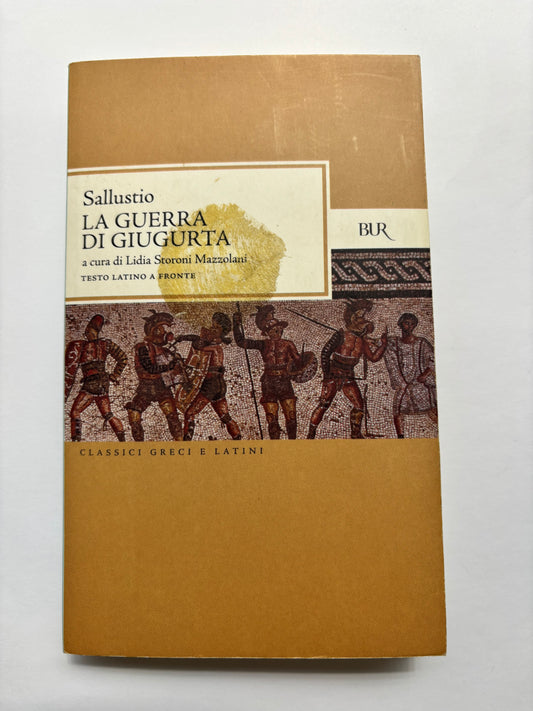 Sallustio
LA GUERRA
DI GIUGURTA
a cura di Lidia Storoni Mazzolani
TESTO LATINO A FRONTE
BUR
CLASSICI GRECI E LATINI